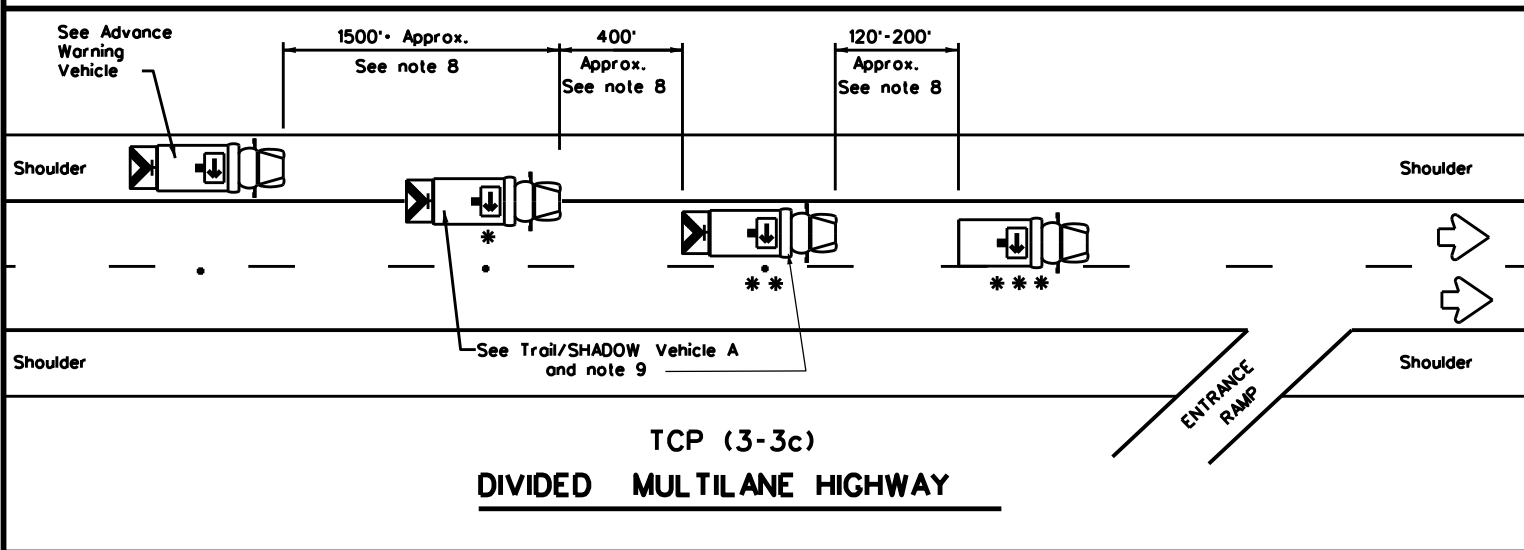 See Advance
Warning
Vehicle
1500'+ Approx.
See note 8
400'
Approx.
See note 8
120'-200'
Approx.
See note 8
Shoulder
Shoulder
*
* *
* * *
See Trail/SHADOW Vehicle A
and note 9
Shoulder
Shoulder
ENTRANCE
RAMP
TCP (3-3c)
DIVIDED MULTILANE HIGHWAY